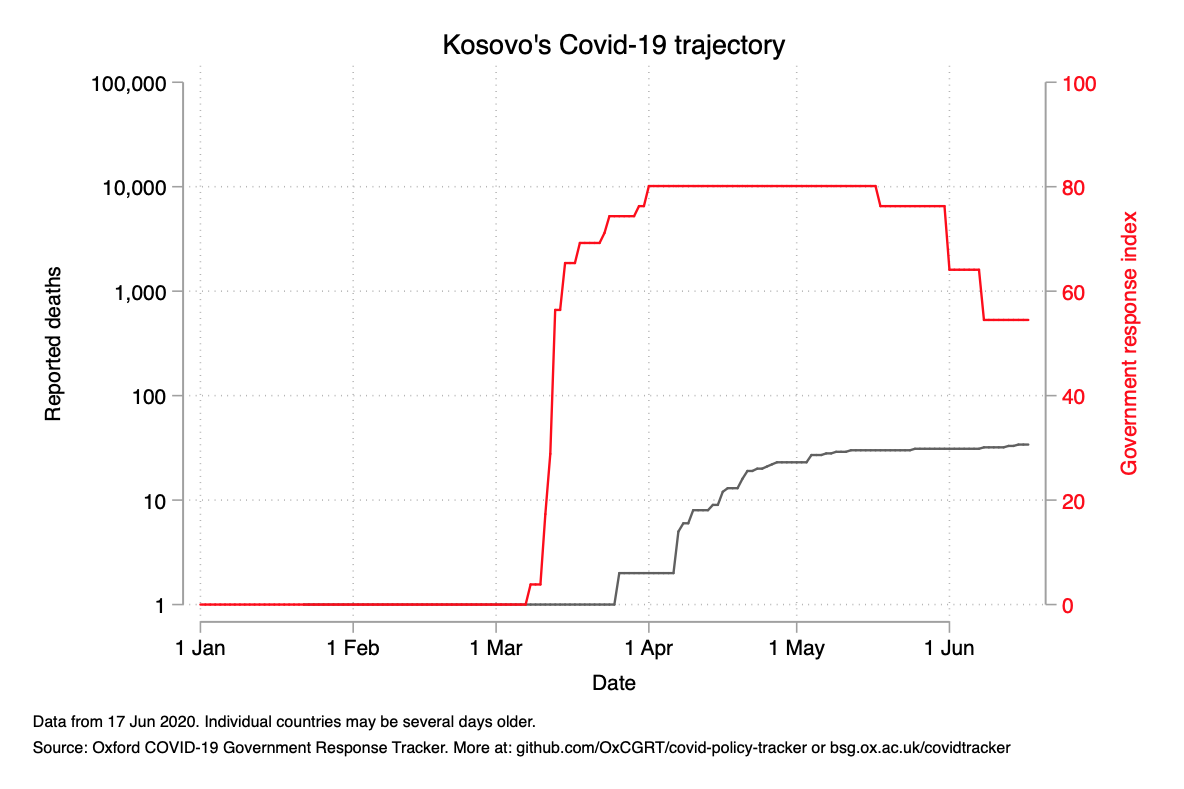 Kosovo's Covid-19 trajectory
100,000
10,000
1,000
100
10
1
Reported deaths
100
80
60
40
20
0
Government response index
1 Jan
1 Feb
1 Mar
1 Apr
1 May
1 Jun
Date
Data from 17 Jun 2020. Individual countries may be several days older.
Source: Oxford COVID-19 Government Response Tracker. More at: github.com/OxCGRT/covid-policy-tracker or bsg.ox.ac.uk/covidtracker